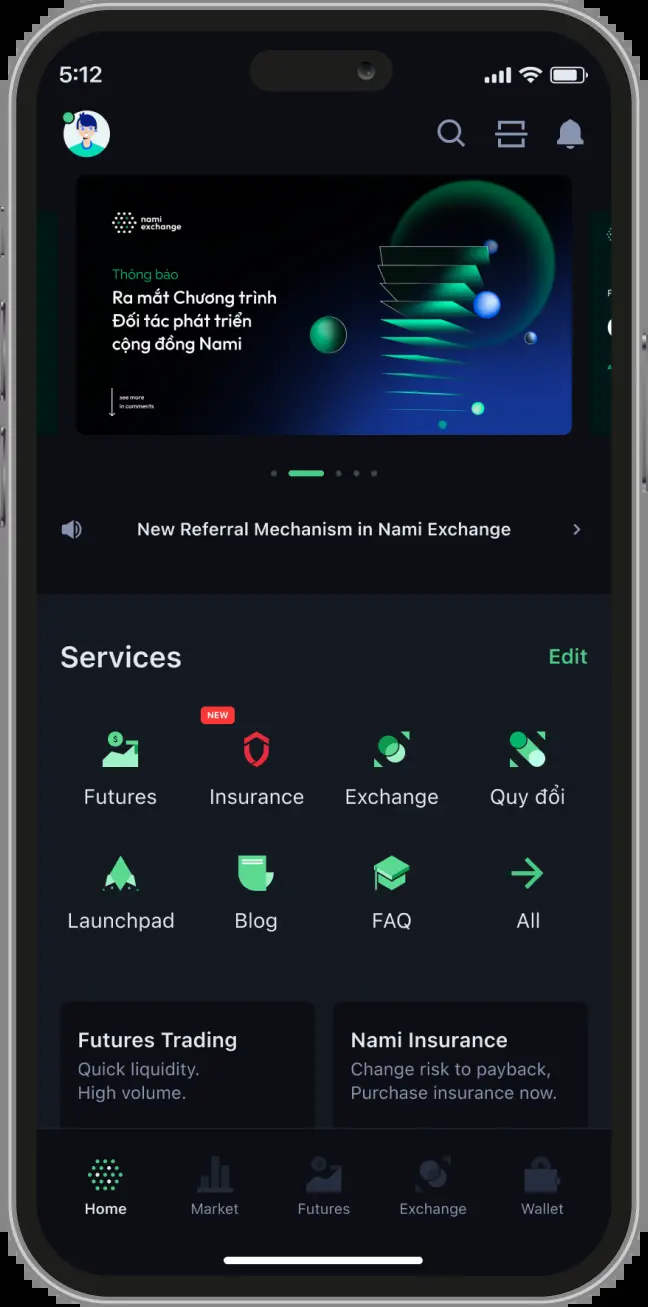 5:12
nami
exchange
Thông báo
Ra mắt Chương trình
Đối tác phát triển
cộng đồng Nami
see more
in comments
New Referral Mechanism in Nami Exchange
Services
Edit
NEW
Futures
Insurance
Exchange
Quy đổi
Launchpad
Blog
FAQ
All
Futures Trading
Quick liquidity.
High volume.
Nami Insurance
Change risk to payback,
Purchase insurance now.
Home
Market
Futures
Exchange
Wallet